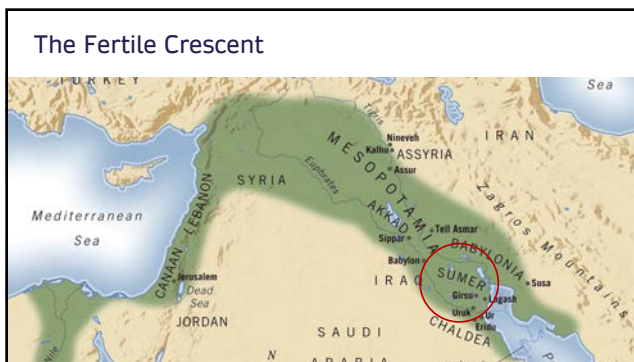 The Fertile Crescent
TURKEY
Sea
Tigris
Nineveh
IRAN
Kalhu
ASSYRIA
MESOPOTAMIA
Assur
SYRIA
Euphrates
Zagros Mountains
LEBANON
AKKAD
Mediterranean
Sea
Tell Asmar
Sippar
BABYLONIA
CANAAN
Babylon
Jerusalem
SUMER
Susa
Dead
Sea
IRAQ
Girsu
Lagash
Uruk
Ur
JORDAN
Eridu
SAUDI
CHALDEA
Nile
N
ARABIA
P